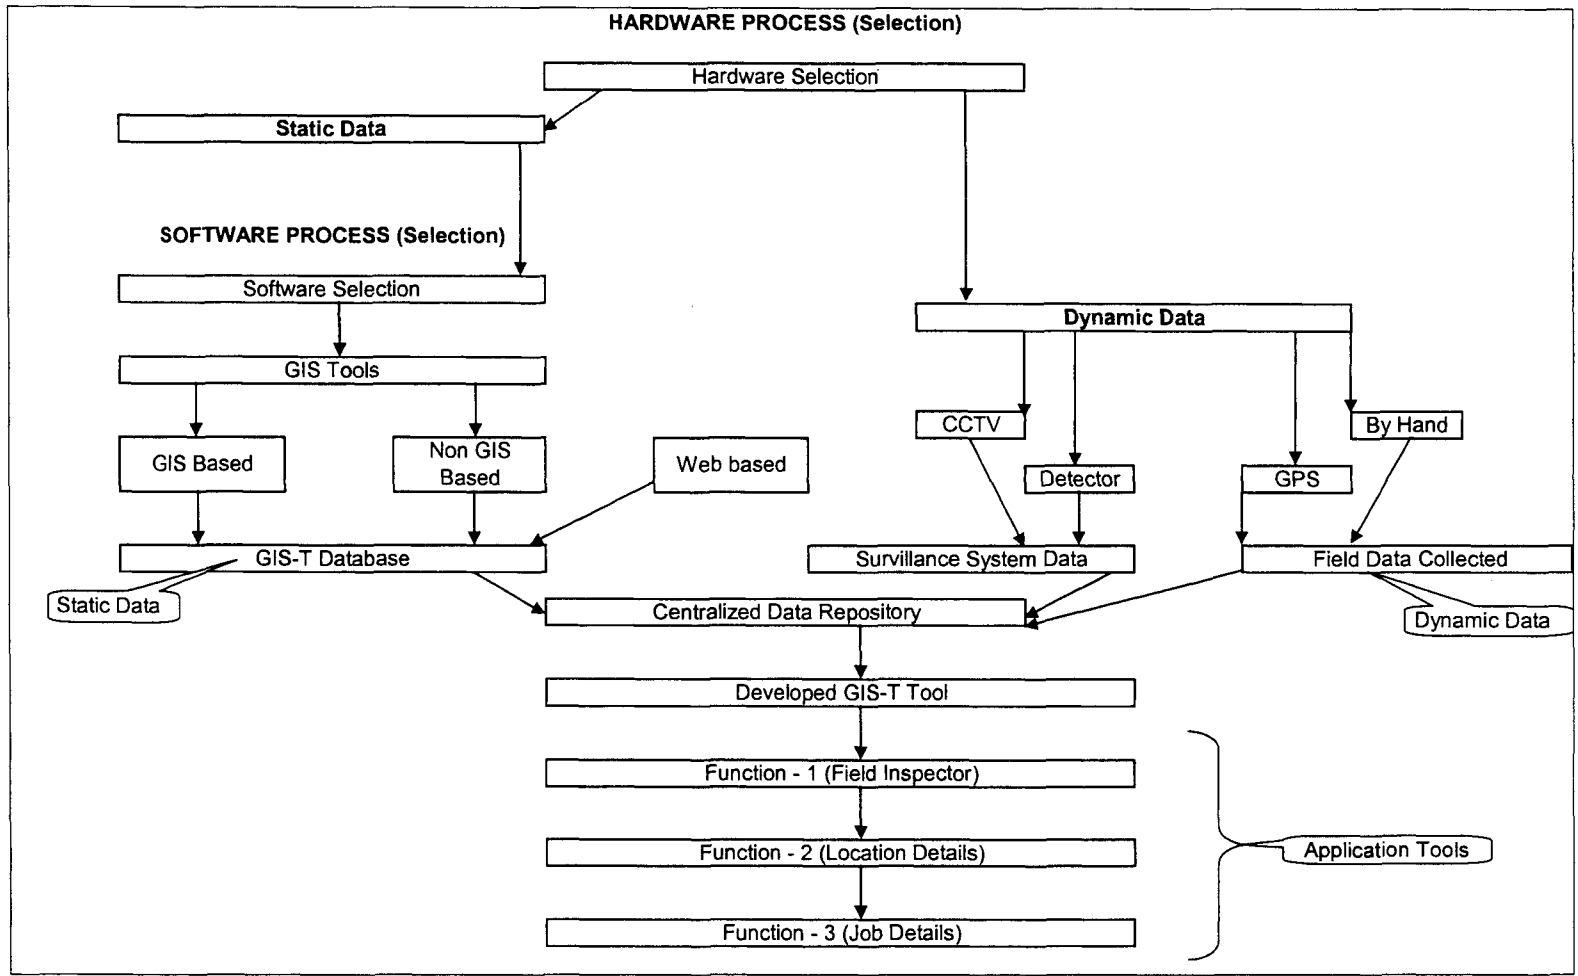 HARDWARE PROCESS (Selection)
Hardware Selection
Static Data
SOFTWARE PROCESS (Selection)
Software Selection
Dynamic Data
GIS Tools
CCTV
By Hand
GIS Based
Non GIS
Based
Web based
Detector
GPS
GIS-T Database
Survillance System Data
Field Data Collected
Static Data
Centralized Data Repository
Dynamic Data
Developed GIS-T Tool
Function - 1 (Field Inspector)
Function - 2 (Location Details)
Application Tools
Function - 3 (Job Details)